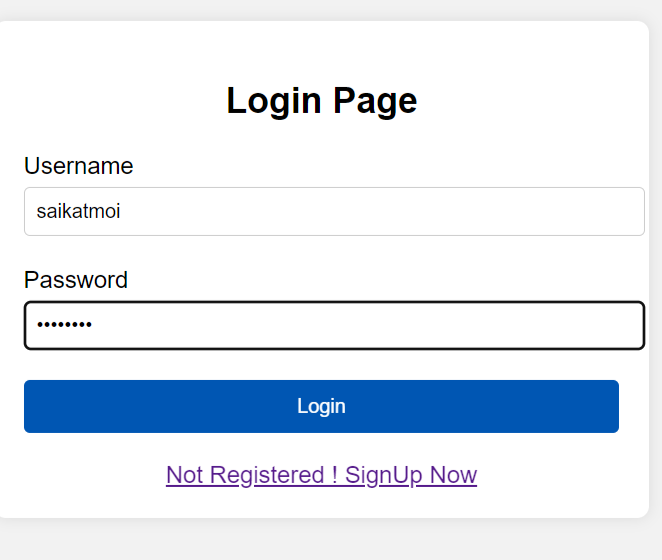 Login Page
Username
saikatmoi
Password
••••••••
Login
Not Registered ! SignUp Now